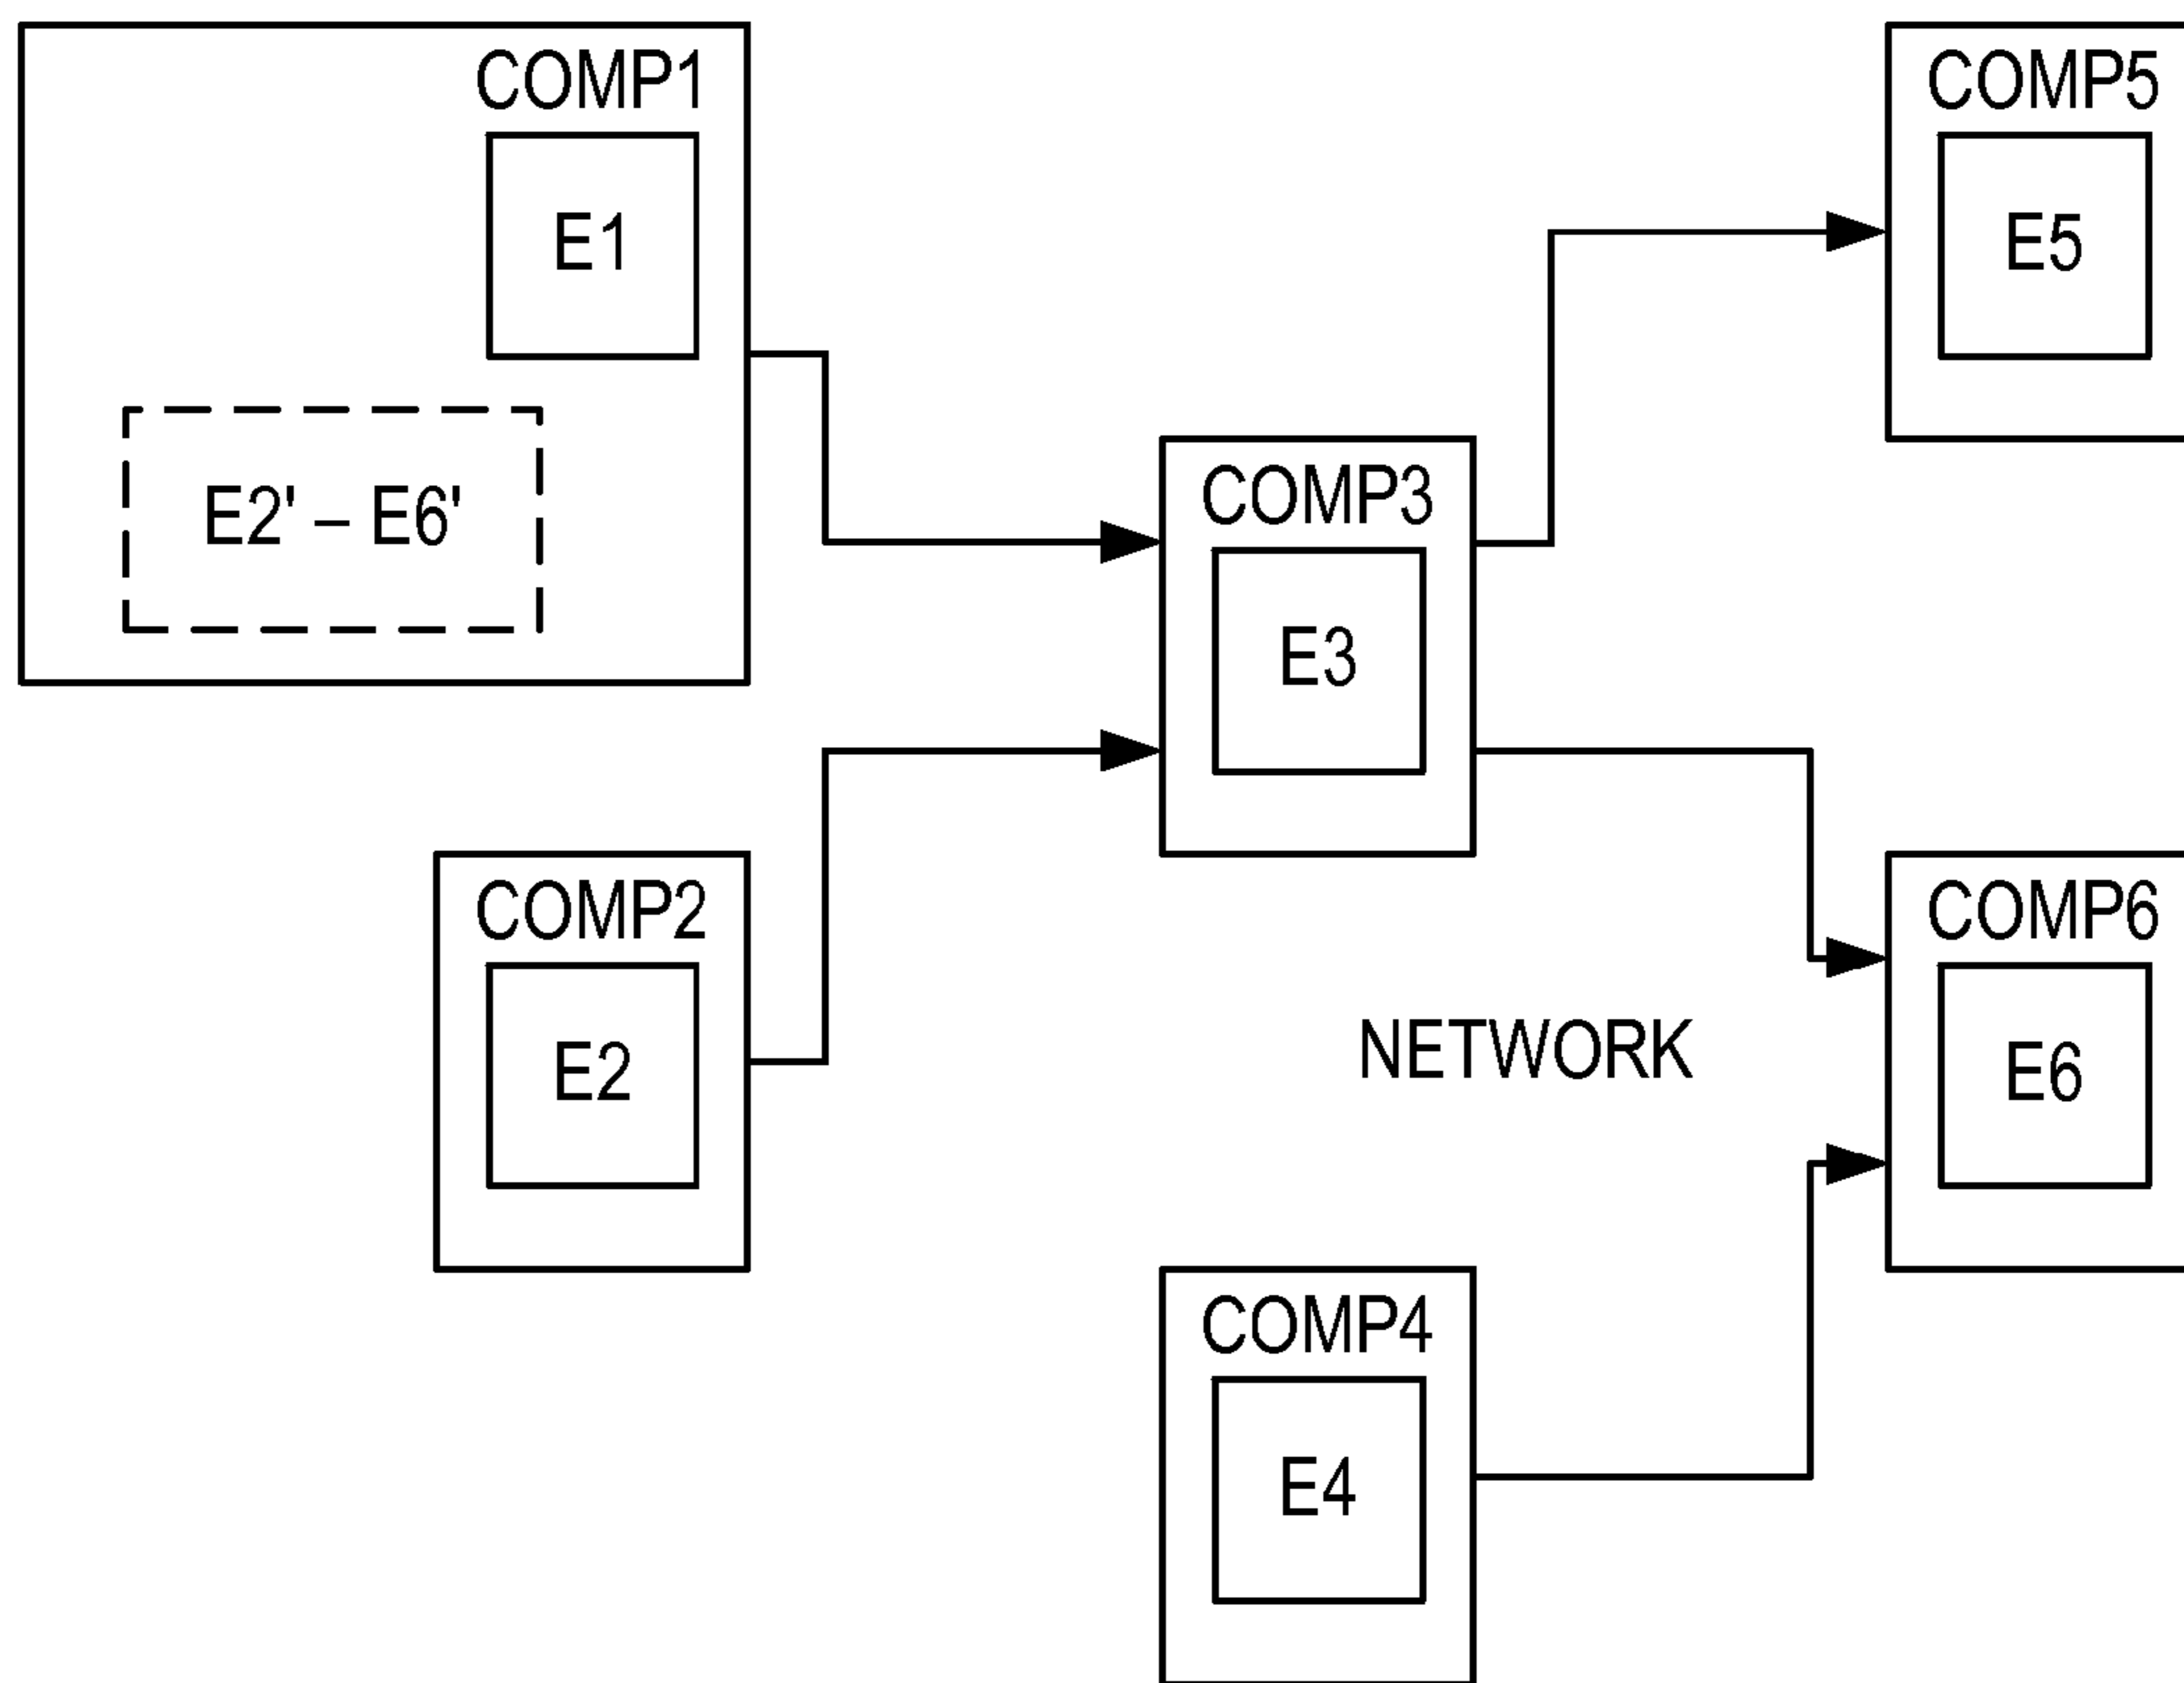 COMP1
E1
E2' – E6'
COMP2
E2
COMP3
E3
COMP4
E4
COMP5
E5
COMP6
E6
NETWORK